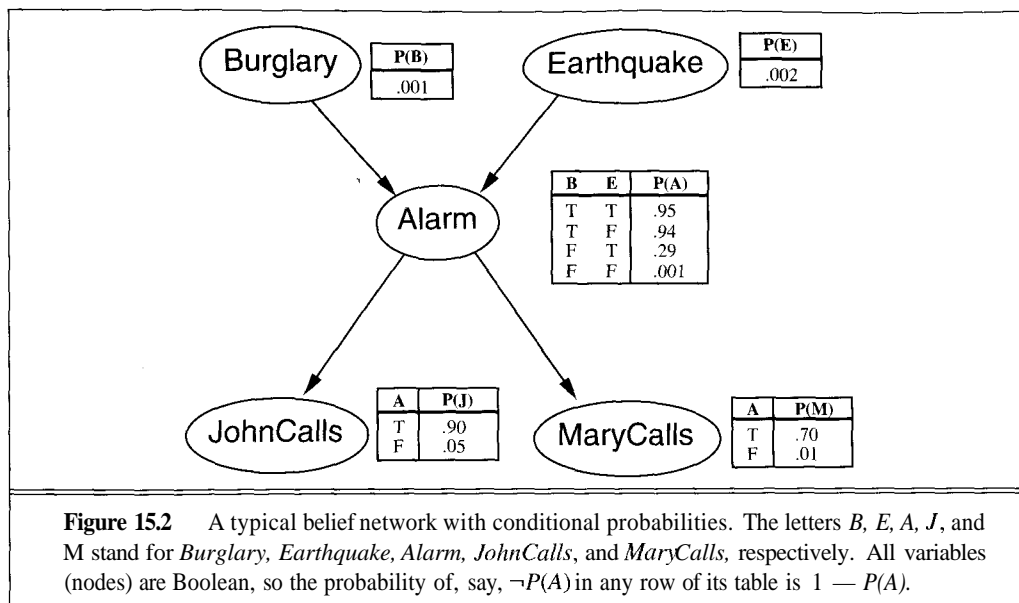 Burglary
P(B)
.001
Earthquake
P(E)
.002
Alarm
B E P(A)
T T .95
T F .94
F T .29
F F .001
JohnCalls
A P(J)
T .90
F .05
MaryCalls
A P(M)
T .70
F .01
Figure 15.2 A typical belief network with conditional probabilities. The letters B, E, A, J, and
M stand for Burglary, Earthquake, Alarm, JohnCalls, and MaryCalls, respectively. All variables
(nodes) are Boolean, so the probability of, say, ¬P(A) in any row of its table is 1 — P(A).